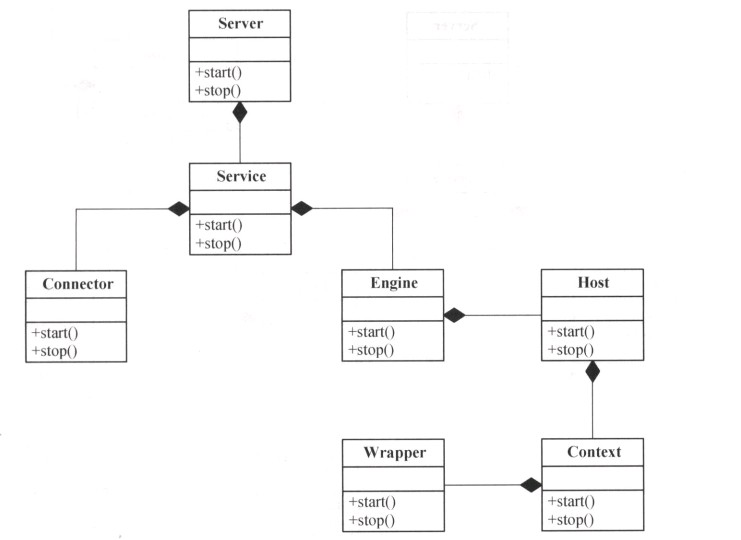 Server
+start()
+stop()
Service
+start()
+stop()
Connector
+start()
+stop()
Engine
+start()
+stop()
Host
+start()
+stop()
Wrapper
+start()
+stop()
Context
+start()
+stop()